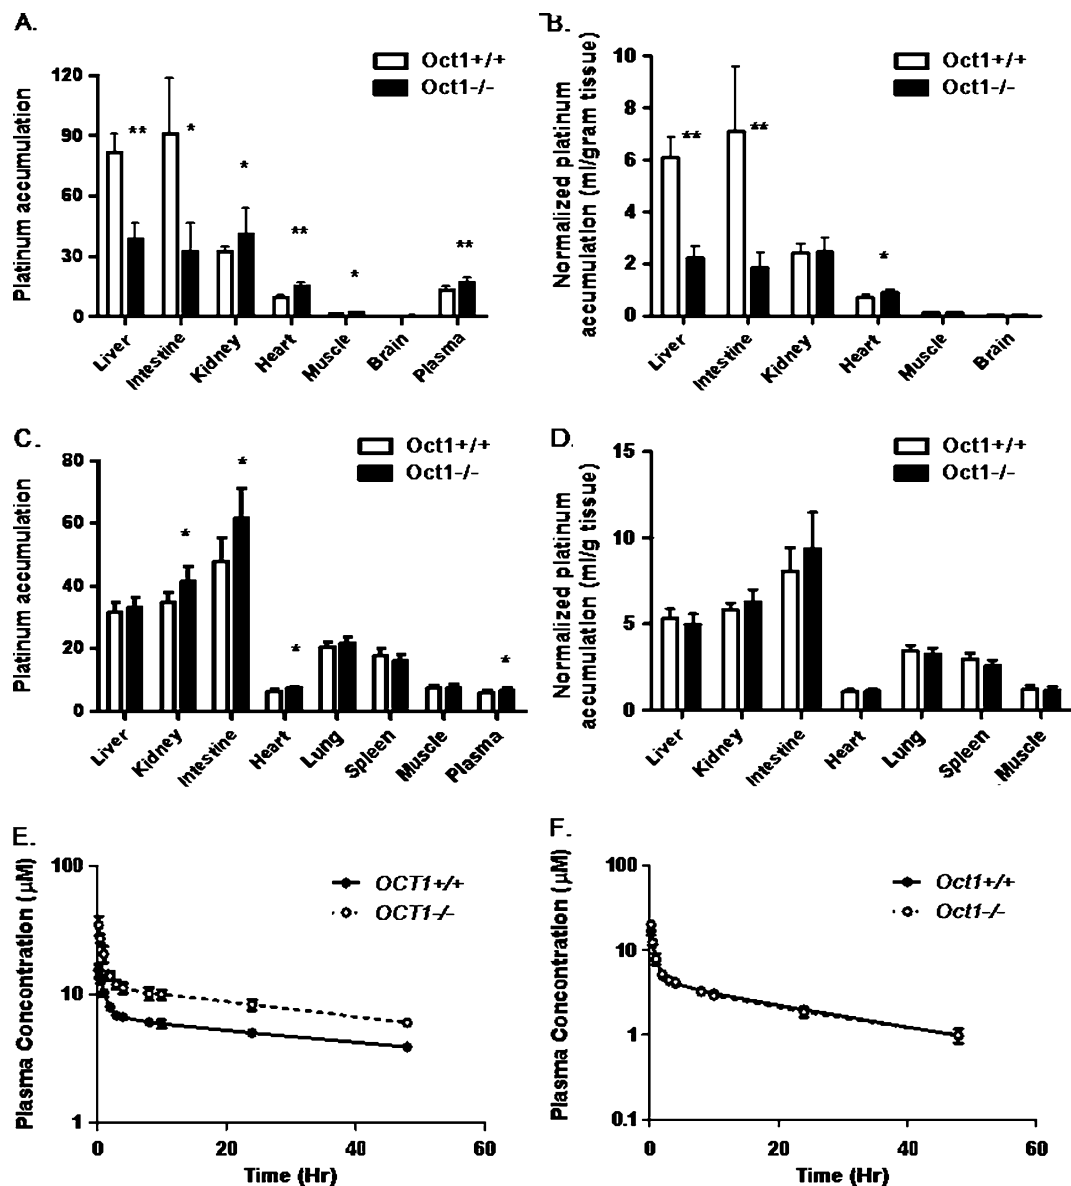 A.
Oct1+/+
Oct1-/-
Platinum accumulation
120
90
60
30
0
** * * ** * **
Liver Intestine Kidney Heart Muscle Brain Plasma
B.
Oct1+/+
Oct1-/-
Normalized platinum
accumulation (ml/gram tissue)
10
8
6
4
2
0
** ** *
Liver Intestine Kidney Heart Muscle Brain
C.
Oct1+/+
Oct1-/-
Platinum accumulation
80
60
40
20
0
* * * *
Liver Kidney Intestine Heart Lung Spleen Muscle Plasma
D.
Oct1+/+
Oct1-/-
Normalized platinum
accumulation (ml/g tissue)
15
10
5
0
Liver Kidney Intestine Heart Lung Spleen Muscle
E.
OCT1+/+
OCT1-/-
Plasma Concentration (µM)
100
10
1
0 20 40 60
Time (Hr)
F.
Oct1+/+
Oct1-/-
Plasma Concentration (µM)
100
10
1
0.1
0 20 40 60
Time (Hr)